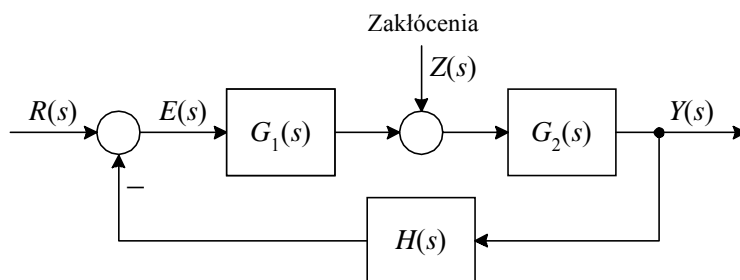 Zakłócenia
Z(s)
R(s)
E(s)
G₁(s)
G₂(s)
Y(s)
–
H(s)